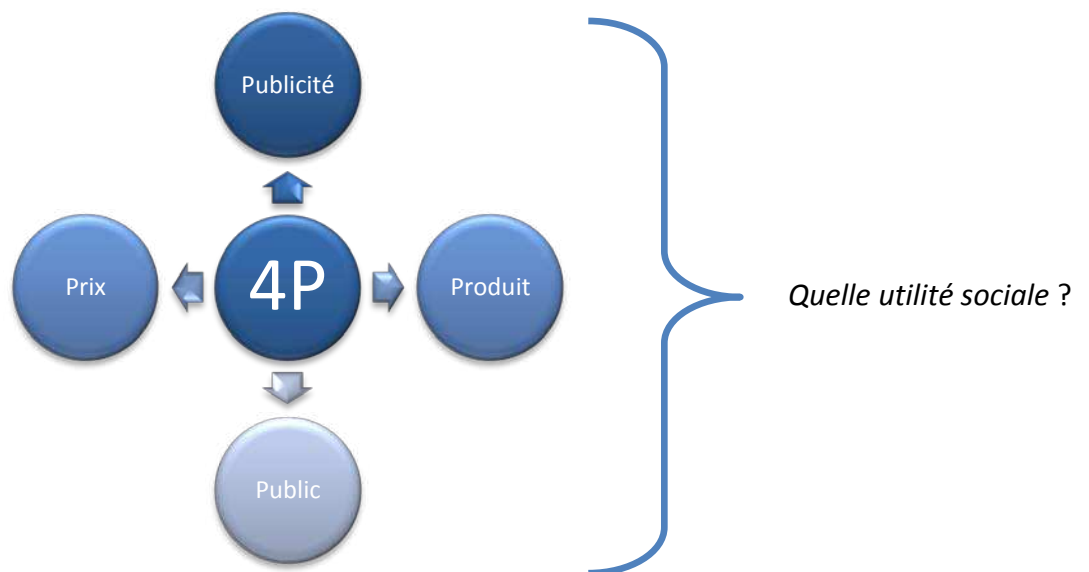 Publicité
Prix
4P
Produit
Quelle utilité sociale ?
Public